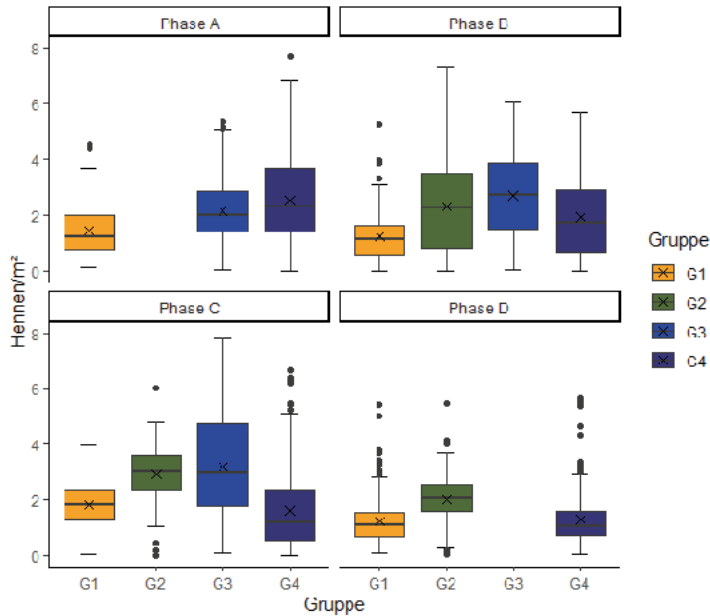 Phase A
Phase D
8
6
4
2
0
Phase C
Phase D
8
6
4
2
0
Hennen/m²
G1 G2 G3 G4
G1 G2 G3 G4
Gruppe
Gruppe
G1
G2
G3
G4